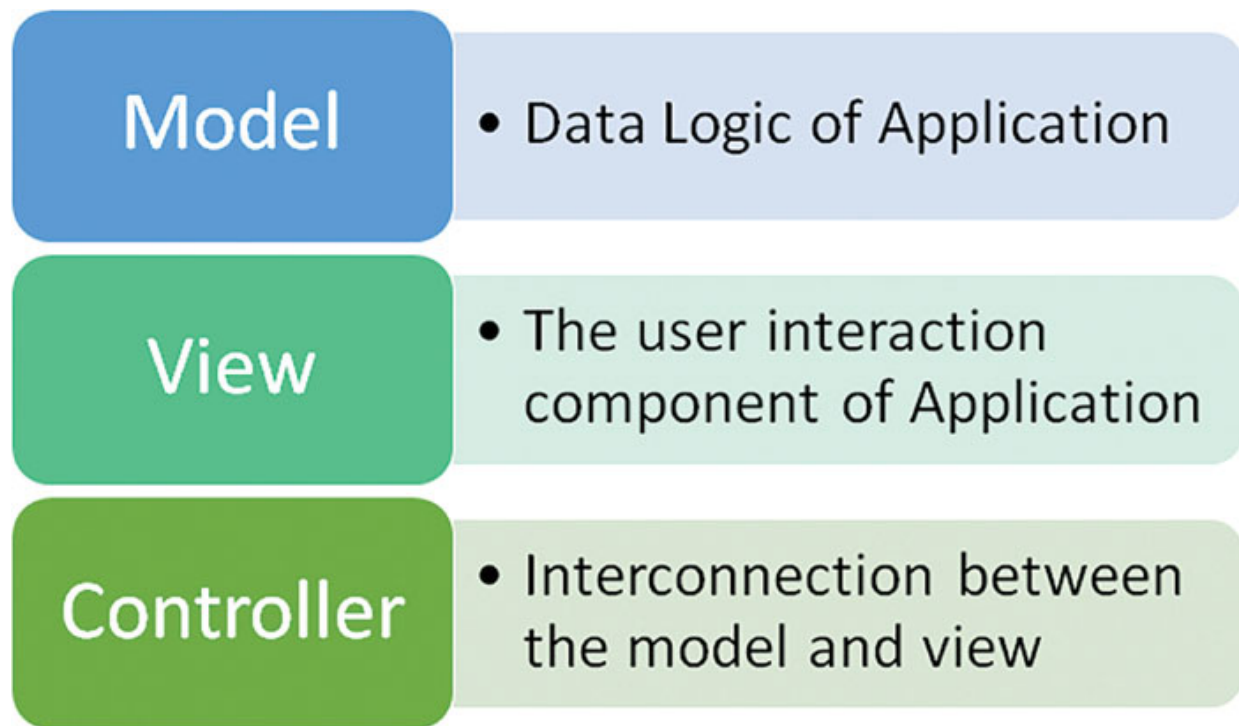 Model
• Data Logic of Application
View
• The user interaction
component of Application
Controller
• Interconnection between
the model and view